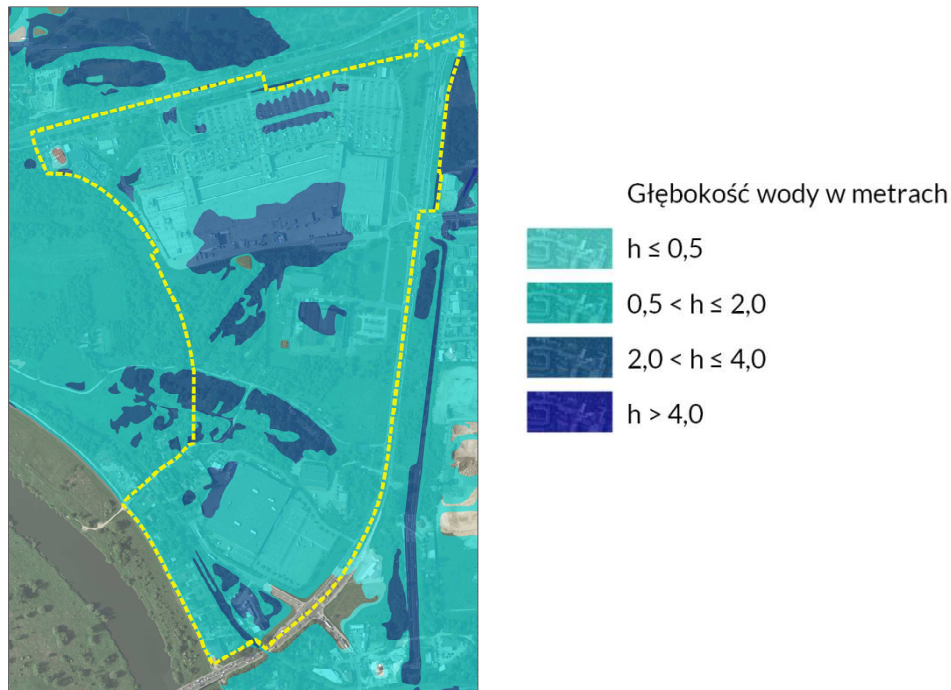 Głębokość wody w metrach
h ≤ 0,5
0,5 < h ≤ 2,0
2,0 < h ≤ 4,0
h > 4,0